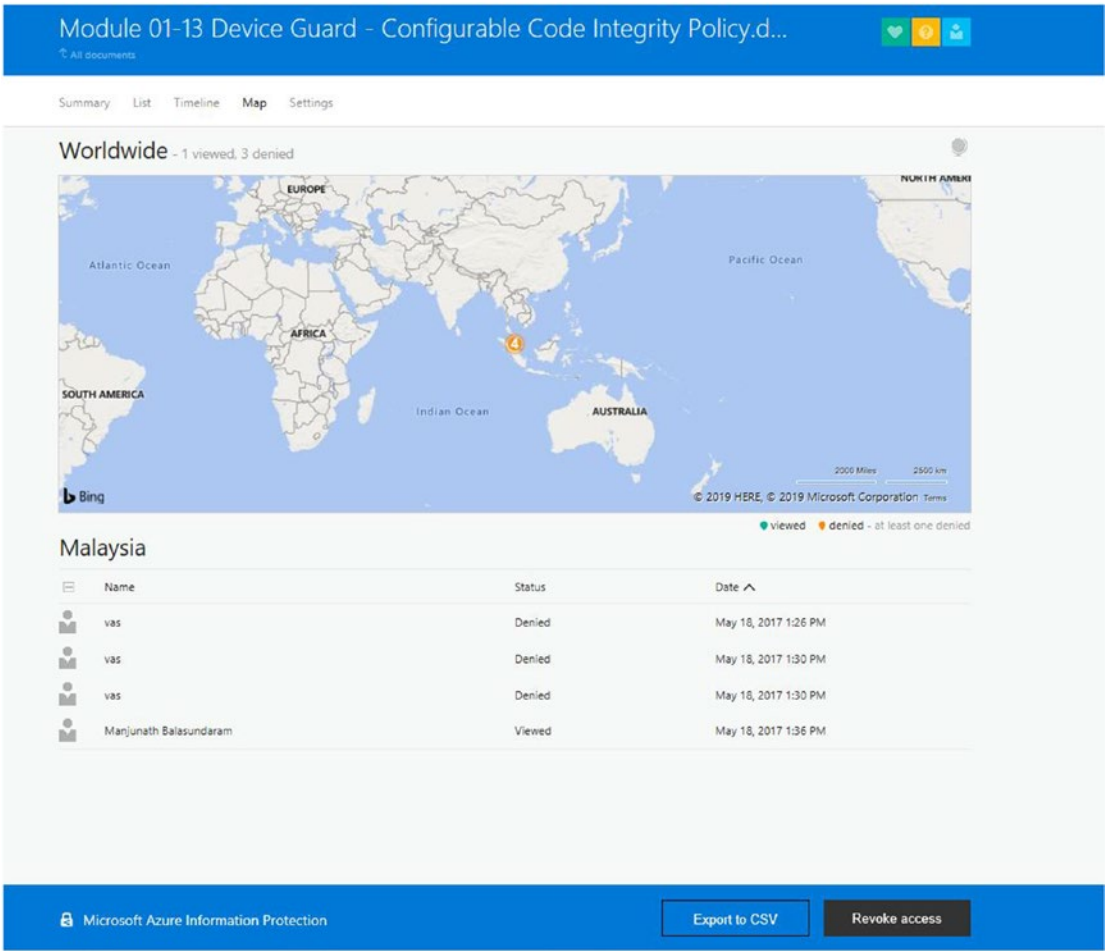 Module 01-13 Device Guard - Configurable Code Integrity Policy.d...
All documents
Summary List Timeline Map Settings
Worldwide - 1 viewed, 3 denied
NORTH AMERI
EUROPE
Atlantic Ocean
Pacific Ocean
AFRICA
4
SOUTH AMERICA
Indian Ocean
AUSTRALIA
2000 Miles 2500 km
Bing
© 2019 HERE, © 2019 Microsoft Corporation Terms
viewed denied - at least one denied
Malaysia
Name Status Date
vas Denied May 18, 2017 1:26 PM
vas Denied May 18, 2017 1:30 PM
vas Denied May 18, 2017 1:30 PM
Manjunath Balasundaram Viewed May 18, 2017 1:36 PM
Microsoft Azure Information Protection Export to CSV Revoke access